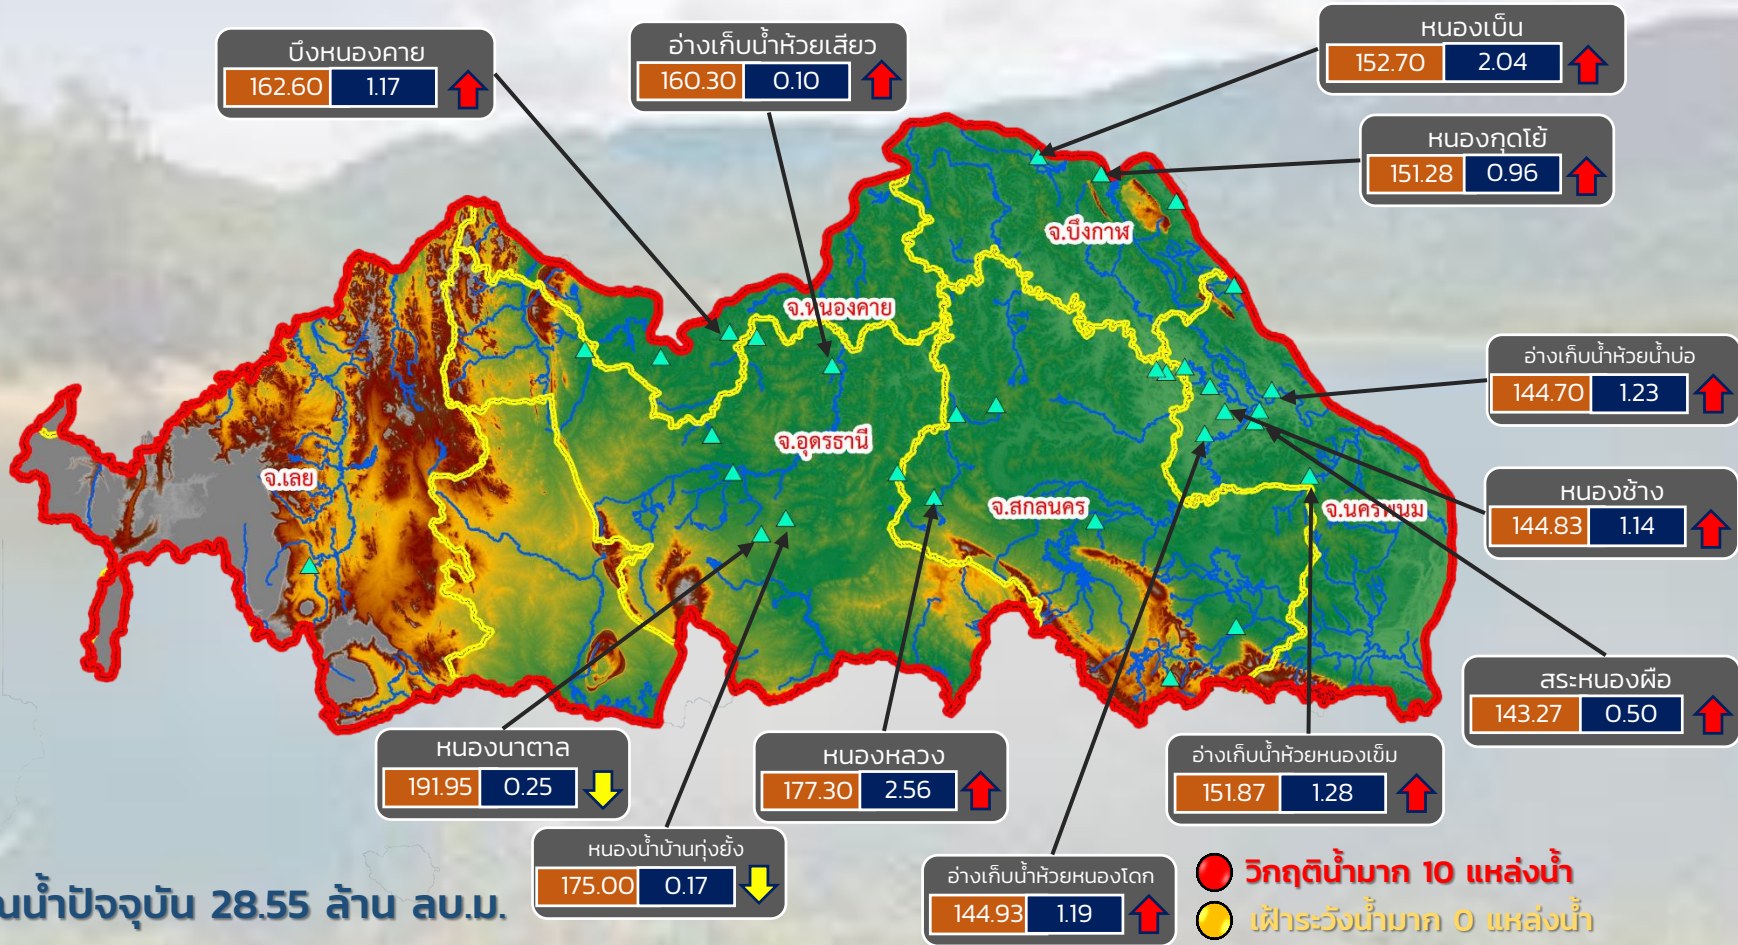 หนองเบ็น
152.70 2.04
บึงหนองคาย
162.60 1.17
อ่างเก็บน้ำห้วยเสียว
160.30 0.10
หนองกุดโย้
151.28 0.96
จ.บึงกาฬ
จ.หนองคาย
อ่างเก็บน้ำห้วยน้ำบ่อ
144.70 1.23
จ.อุดรธานี
จ.เลย
จ.สกลนคร
จ.นครพนม
หนองช้าง
144.83 1.14
สระหนองผือ
143.27 0.50
หนองนาตาล
191.95 0.25
หนองหลวง
177.30 2.56
อ่างเก็บน้ำห้วยหนองเข็ม
151.87 1.28
หนองน้ำบ้านทุ่งยั้ง
175.00 0.17
อ่างเก็บน้ำห้วยหนองโดก
144.93 1.19
วิกฤติน้ำมาก 10 แหล่งน้ำ
เฝ้าระวังน้ำมาก 0 แหล่งน้ำ
ณน้ำปัจจุบัน 28.55 ล้าน ลบ.ม.